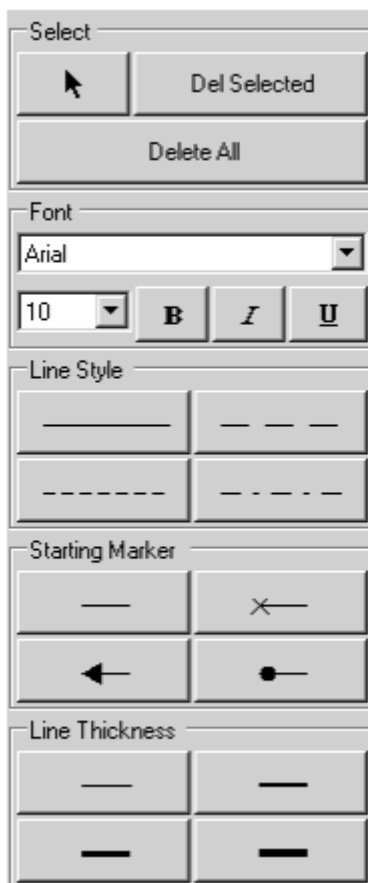 Select
Del Selected
Delete All
Font
Arial
10 B I U
Line Style
Starting Marker
Line Thickness